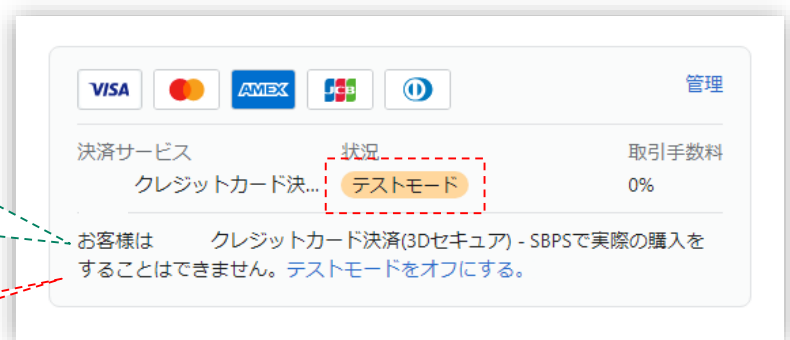 VISA AMEX JCB 管理
決済サービス 状況 取引手数料
クレジットカード決... テストモード 0%
お客様は クレジットカード決済(3Dセキュア) - SBPSで実際の購入を
することはできません。テストモードをオフにする。